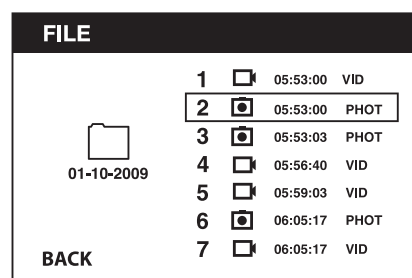 FILE
1 05:53:00 VID
2 05:53:00 PHOT
3 05:53:03 PHOT
4 05:56:40 VID
5 05:59:03 VID
6 06:05:17 PHOT
7 06:05:17 VID
01-10-2009
BACK